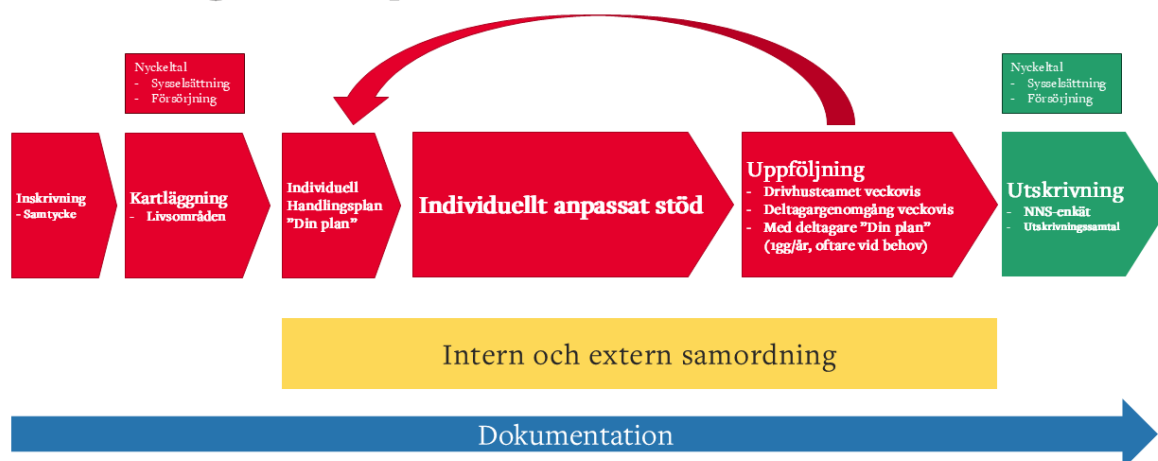 Nyckeltal
- Sysselsättning
- Försörjning
Nyckeltal
- Sysselsättning
- Försörjning
Inskrivning
- Samtycke
Kartläggning
- Livsområden
Individuell
Handlingsplan
”Din plan”
Individuellt anpassat stöd
Uppföljning
- Drivhusteamet veckovis
- Deltagargenomgång veckovis
- Med deltagare ”Din plan”
(1gg/år, oftare vid behov)
Utskrivning
- NNS-enkät
- Utskrivningssamtal
Intern och extern samordning
Dokumentation